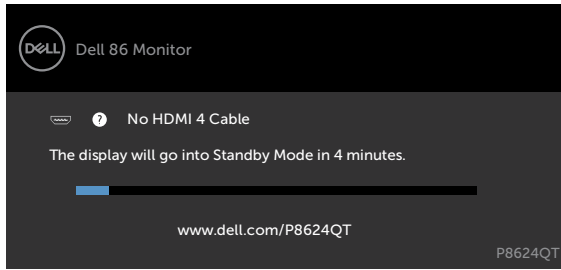 DELL
Dell 86 Monitor
? No HDMI 4 Cable
The display will go into Standby Mode in 4 minutes.
www.dell.com/P8624QT
P8624QT